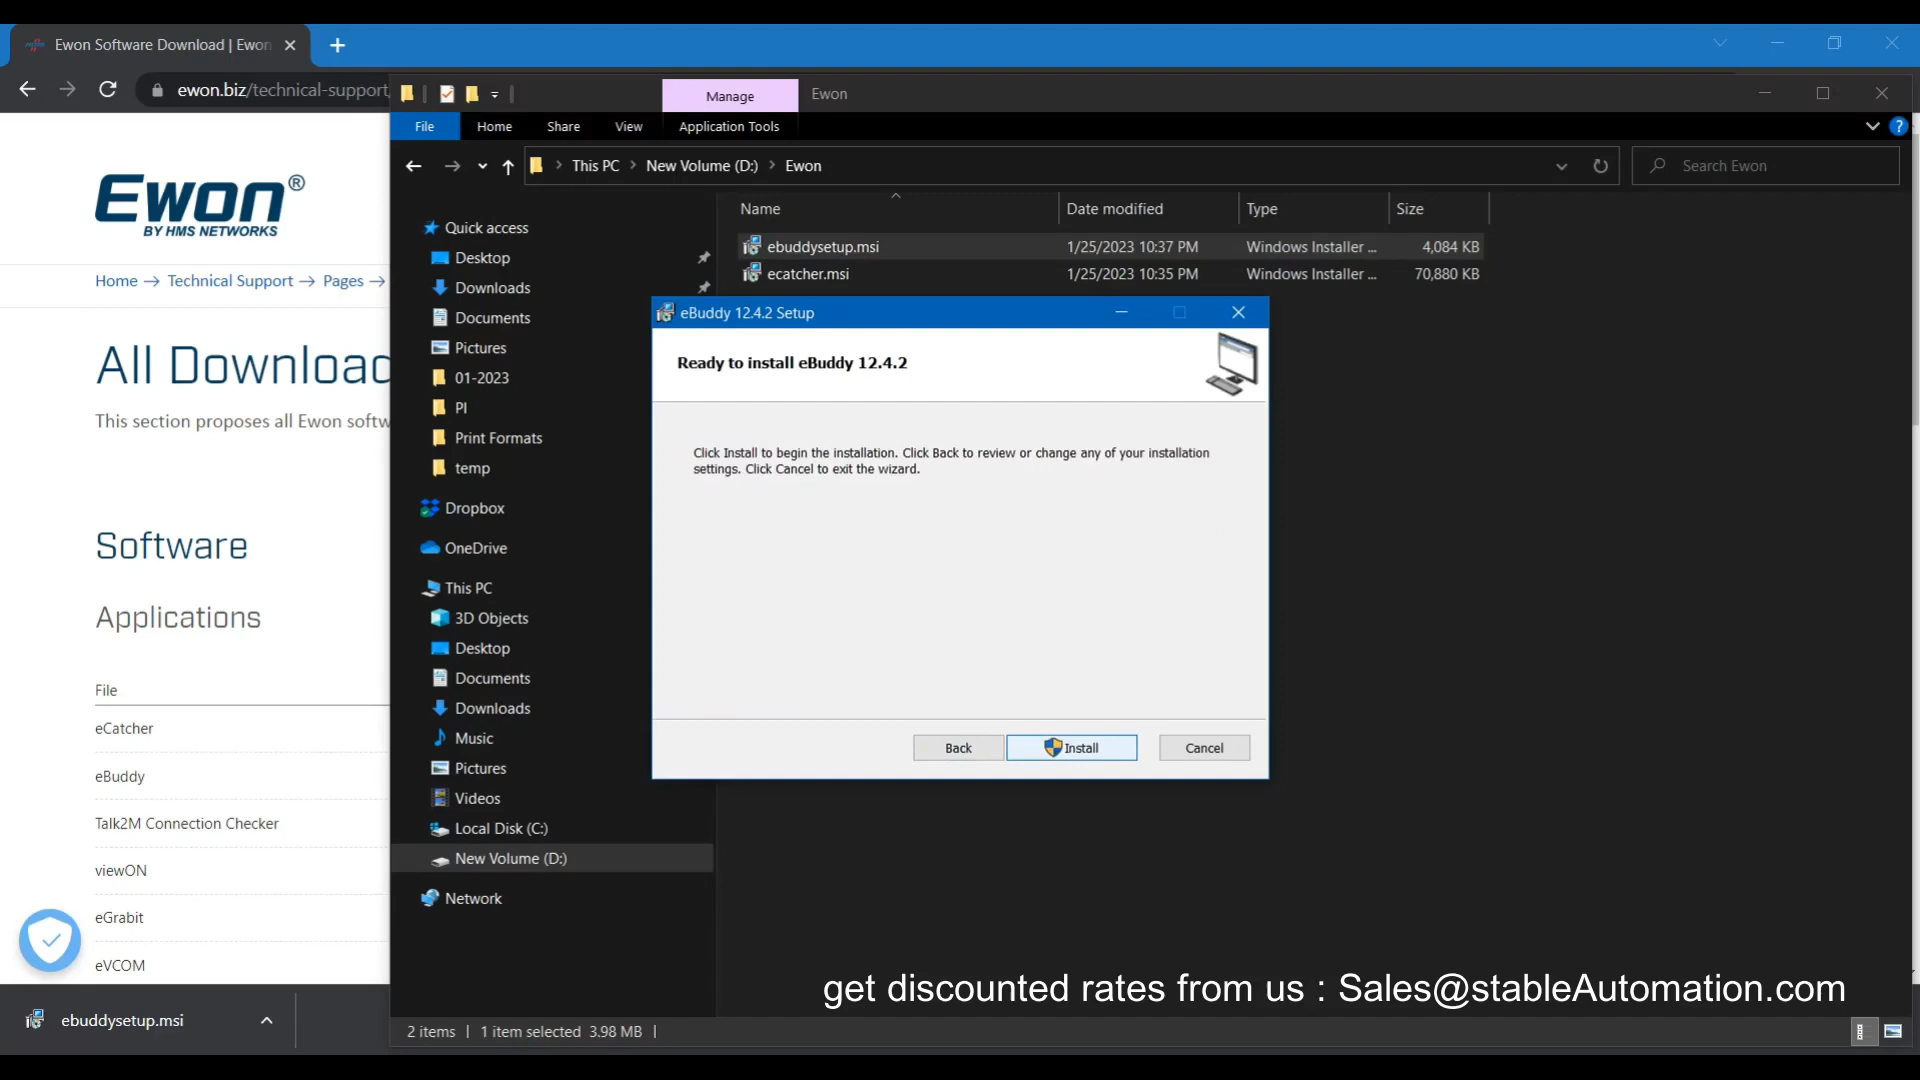 Ewon Software Download | Ewon
ewon.biz/technical-support
Manage
Ewon
File
Home
Share
View
Application Tools
This PC
New Volume (D:)
Ewon
Search Ewon
Name
Date modified
Type
Size
ebuddysetup.msi
1/25/2023 10:37 PM
Windows Installer ...
4,084 KB
ecatcher.msi
1/25/2023 10:35 PM
Windows Installer ...
70,880 KB
Quick access
Desktop
Downloads
Documents
Pictures
01-2023
PI
Print Formats
temp
Dropbox
OneDrive
This PC
3D Objects
Desktop
Documents
Downloads
Music
Pictures
Videos
Local Disk (C:)
New Volume (D:)
Network
eBuddy 12.4.2 Setup
Ready to install eBuddy 12.4.2
Click Install to begin the installation. Click Back to review or change any of your installation
settings. Click Cancel to exit the wizard.
Back
Install
Cancel
Ewon®
BY HMS NETWORKS
Home → Technical Support → Pages →
All Download
This section proposes all Ewon softw
Software
Applications
File
eCatcher
eBuddy
Talk2M Connection Checker
viewON
eGrabit
eVCOM
get discounted rates from us : Sales@stableAutomation.com
ebuddysetup.msi
2 items
1 item selected 3.98 MB